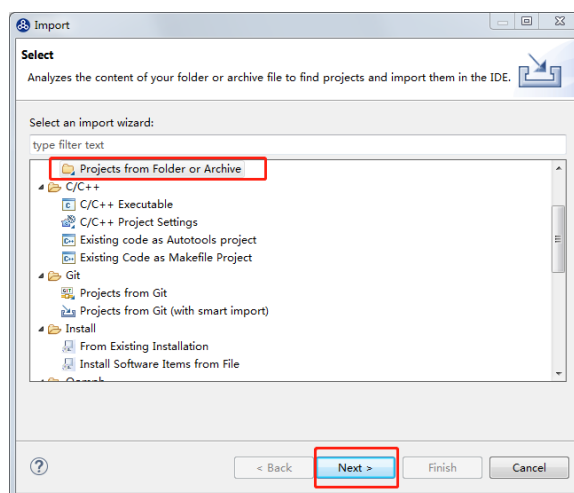 Import
Select
Analyzes the content of your folder or archive file to find projects and import them in the IDE.
Select an import wizard:
type filter text
Projects from Folder or Archive
C/C++
C/C++ Executable
C/C++ Project Settings
Existing code as Autotools project
Existing Code as Makefile Project
Git
Projects from Git
Projects from Git (with smart import)
Install
From Existing Installation
Install Software Items from File
< Back Next > Finish Cancel